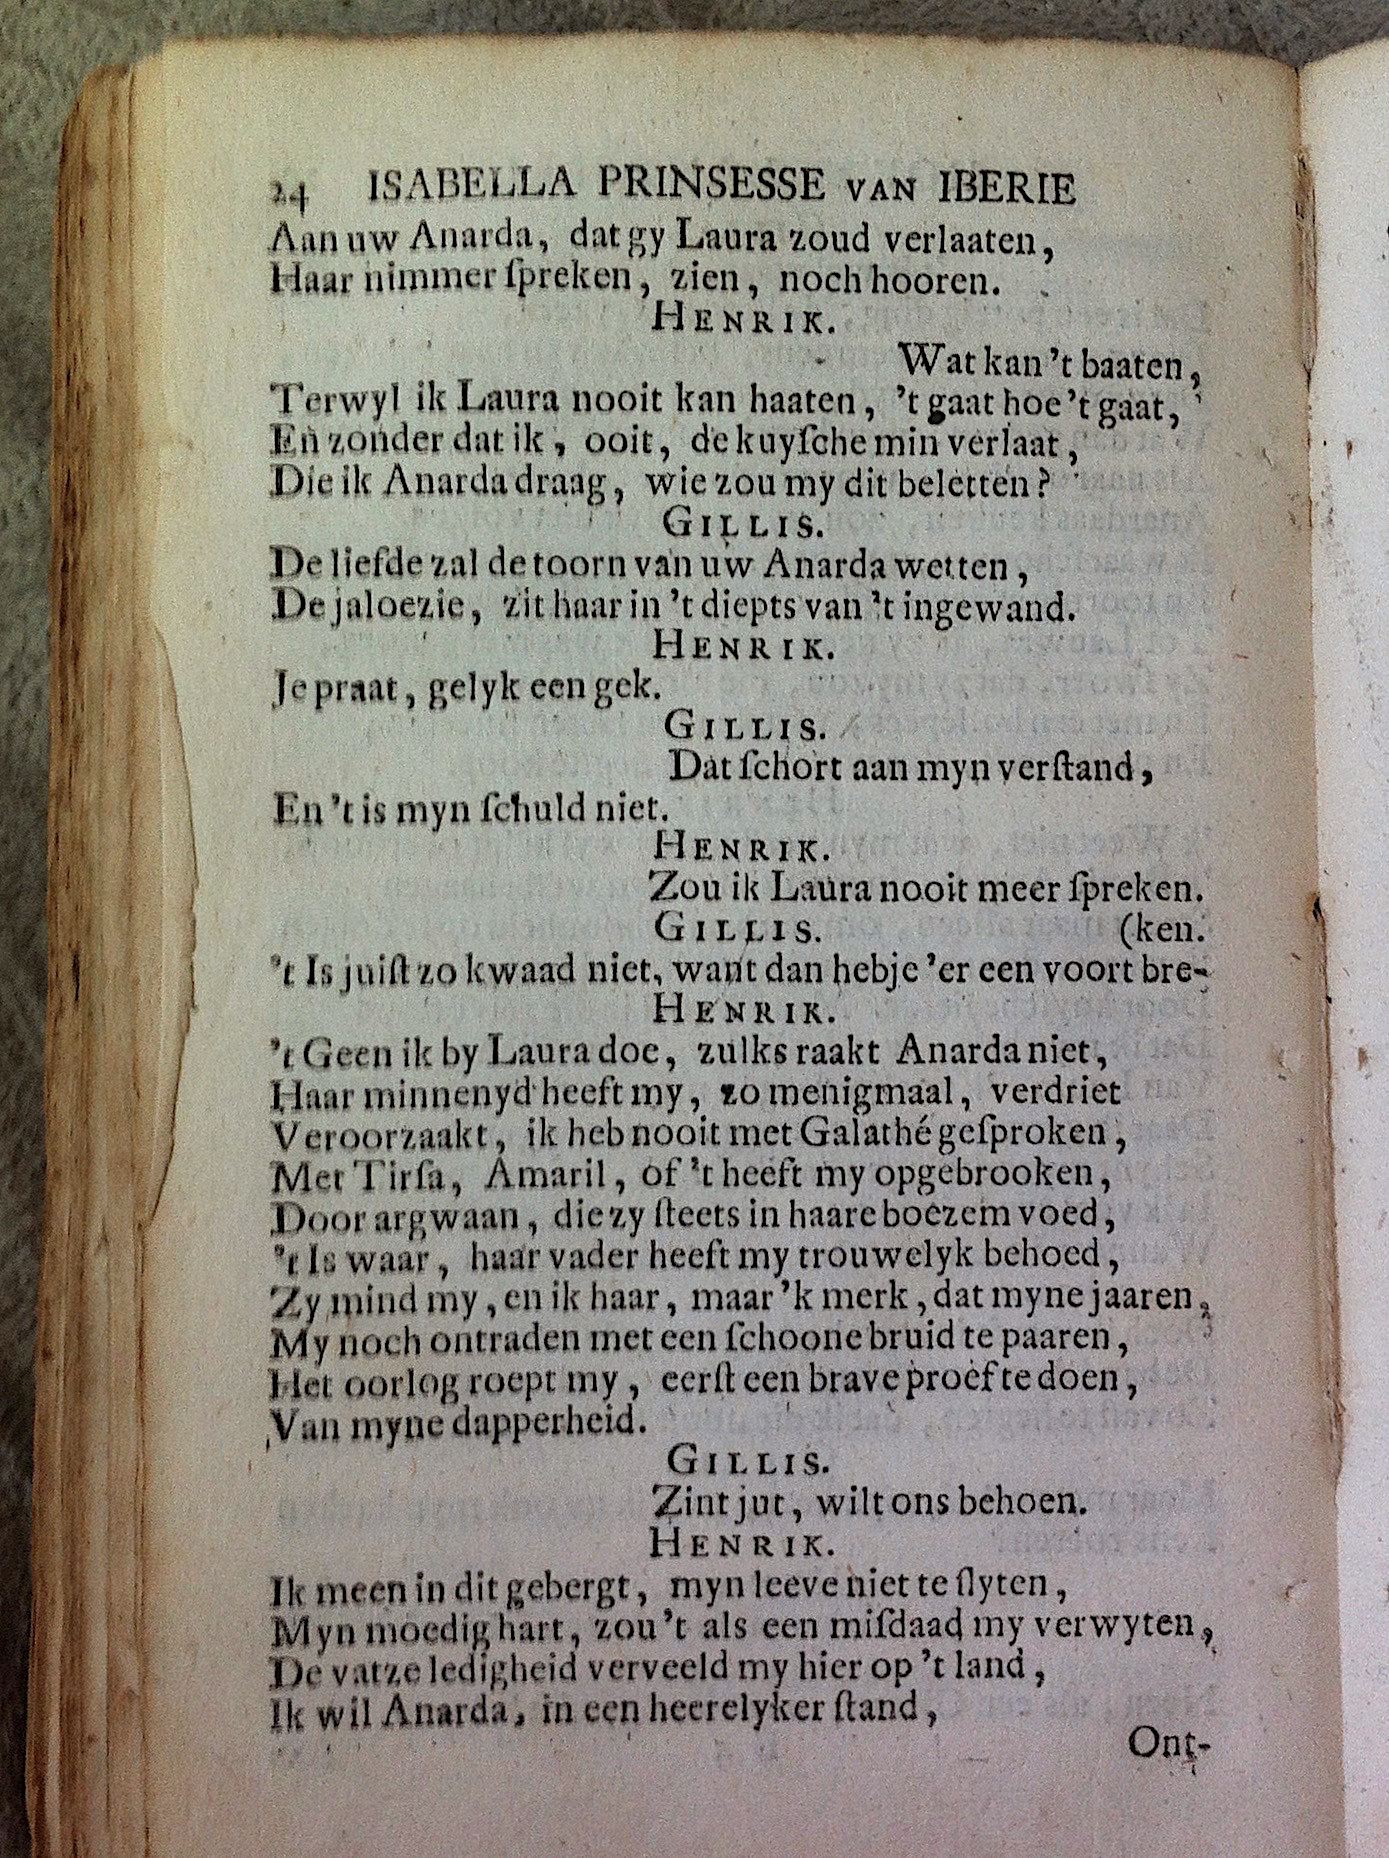 24 ISABELLA PRINSESSE VAN IBERIE
Aan uw Anarda, dat gy Laura zoud verlaaten,
Haar nimmer ſpreken, zien, noch hooren.
HENRIK.
Wat kan 't baaten,
Terwyl ik Laura nooit kan haaten, 't gaat hoe 't gaat,
En zonder dat ik, ooit, de kuyſche min verlaat,
Die ik Anarda draag, wie zou my dit beletten?
GILLIS.
De liefde zal de toorn van uw Anarda wetten,
De jaloezie, zit haar in 't diepts van 't ingewand.
HENRIK.
Je praat, gelyk een gek.
GILLIS.
Dat ſchort aan myn verſtand,
En 't is myn ſchuld niet.
HENRIK.
Zou ik Laura nooit meer ſpreken.
GILLIS. (ken.
't Is juiſt zo kwaad niet, want dan hebje 'er een voort bre-
HENRIK.
't Geen ik by Laura doe, zulks raakt Anarda niet,
Haar minnenyd heeft my, zo menigmaal, verdriet
Veroorzaakt, ik heb nooit met Galathé geſproken,
Met Tirſa, Amaril, of 't heeft my opgebrooken,
Door argwaan, die zy ſteets in haare boezem voed,
't Is waar, haar vader heeft my trouwelyk behoed,
Zy mind my, en ik haar, maar 'k merk, dat myne jaaren,
My noch ontraden met een ſchoone bruid te paaren,
Het oorlog roept my, eerſt een brave proef te doen,
Van myne dapperheid.
GILLIS.
Zint jut, wilt ons behoen.
HENRIK.
Ik meen in dit gebergt, myn leeve niet te ſlyten,
Myn moedig hart, zou 't als een miſdaad my verwyten,
De vatze ledigheid verveeld my hier op 't land,
Ik wil Anarda, in een heerelyker ſtand,
Ont-